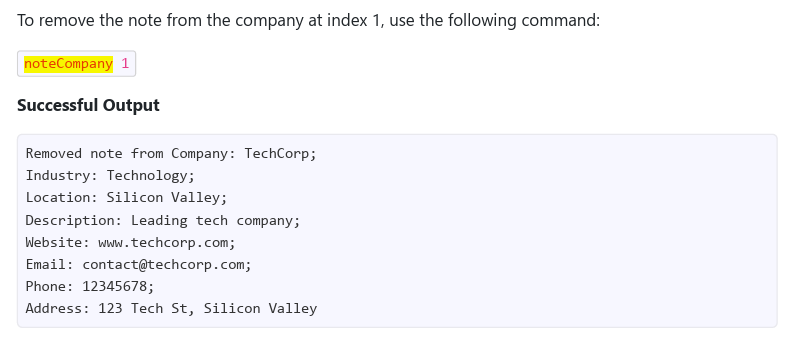 To remove the note from the company at index 1, use the following command:
noteCompany 1
Successful Output
Removed note from Company: TechCorp;
Industry: Technology;
Location: Silicon Valley;
Description: Leading tech company;
Website: www.techcorp.com;
Email: contact@techcorp.com;
Phone: 12345678;
Address: 123 Tech St, Silicon Valley